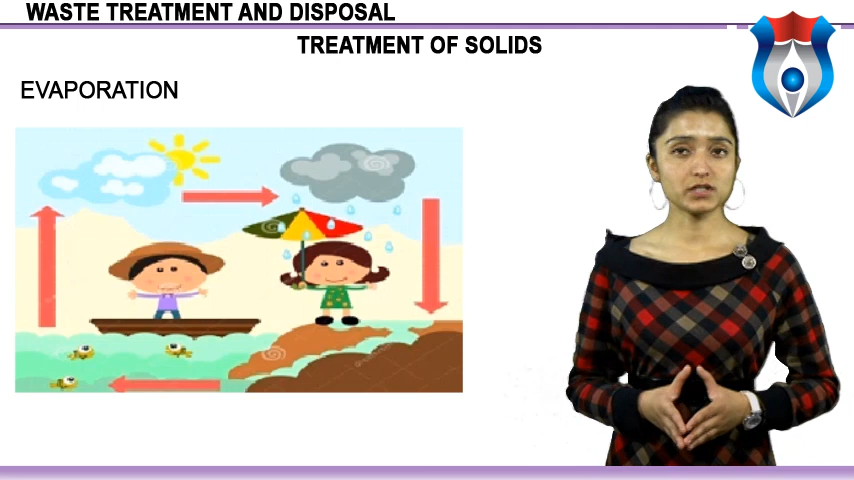 WASTE TREATMENT AND DISPOSAL
TREATMENT OF SOLIDS
EVAPORATION